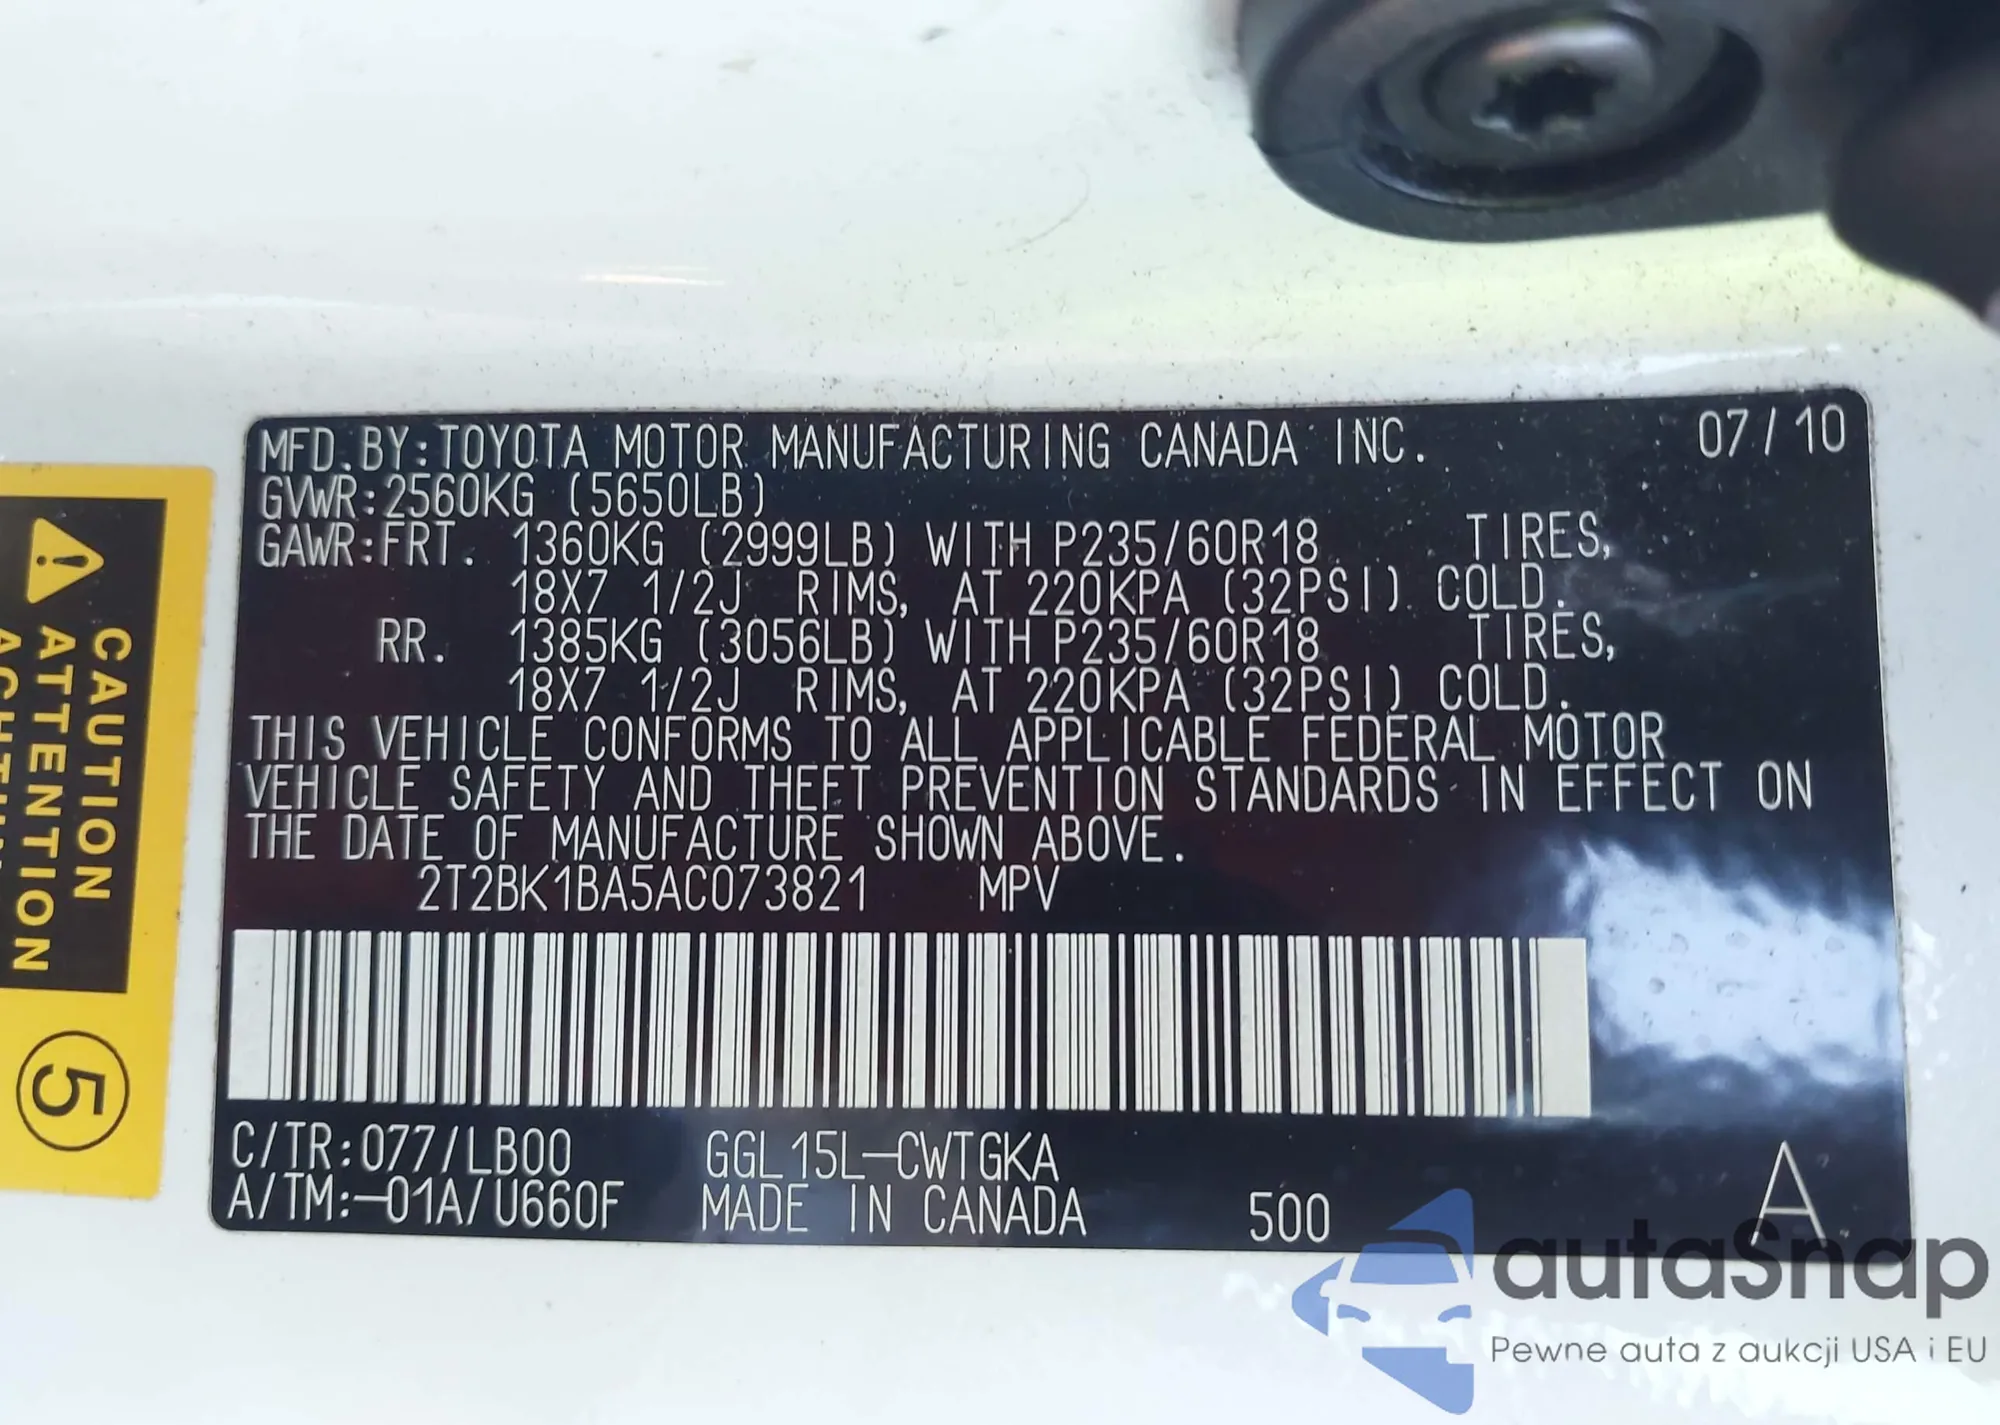 MFD.BY:TOYOTA MOTOR MANUFACTURING CANADA INC. 07/10
GVWR:2560KG (5650LB)
GAWR:FRT. 1360KG (2999LB) WITH P235/60R18 TIRES,
18X7 1/2J RIMS, AT 220KPA (32PSI) COLD.
RR. 1385KG (3056LB) WITH P235/60R18 TIRES,
18X7 1/2J RIMS, AT 220KPA (32PSI) COLD.
THIS VEHICLE CONFORMS TO ALL APPLICABLE FEDERAL MOTOR
VEHICLE SAFETY AND THEFT PREVENTION STANDARDS IN EFFECT ON
THE DATE OF MANUFACTURE SHOWN ABOVE.
2T2BK1BA5AC073821 MPV
C/TR:077/LB00 GGL15L-CWTGKA
A/TM:-01A/U660F MADE IN CANADA 500 A
CAUTION
ATTENTION
5
autaSnap
Pewne auta z aukcji USA i EU